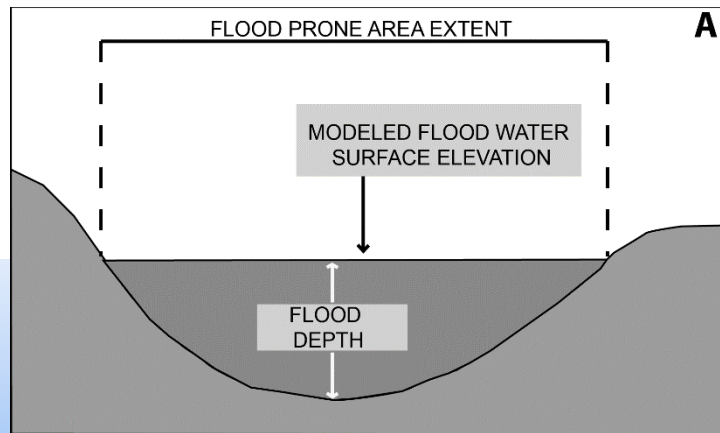 FLOOD PRONE AREA EXTENT
A
MODELED FLOOD WATER
SURFACE ELEVATION
FLOOD
DEPTH